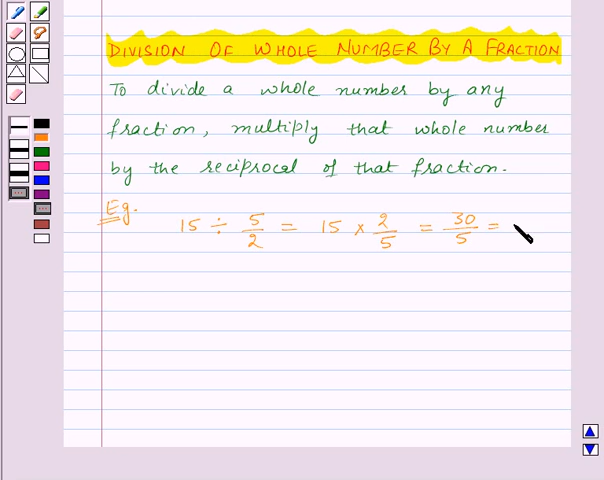 DIVISION OF WHOLE NUMBER BY A FRACTION
To divide a whole number by any
fraction, multiply that whole number
by the reciprocal of that fraction.
Eg.
15 ÷ 5/2 = 15 × 2/5 = 30/5 =